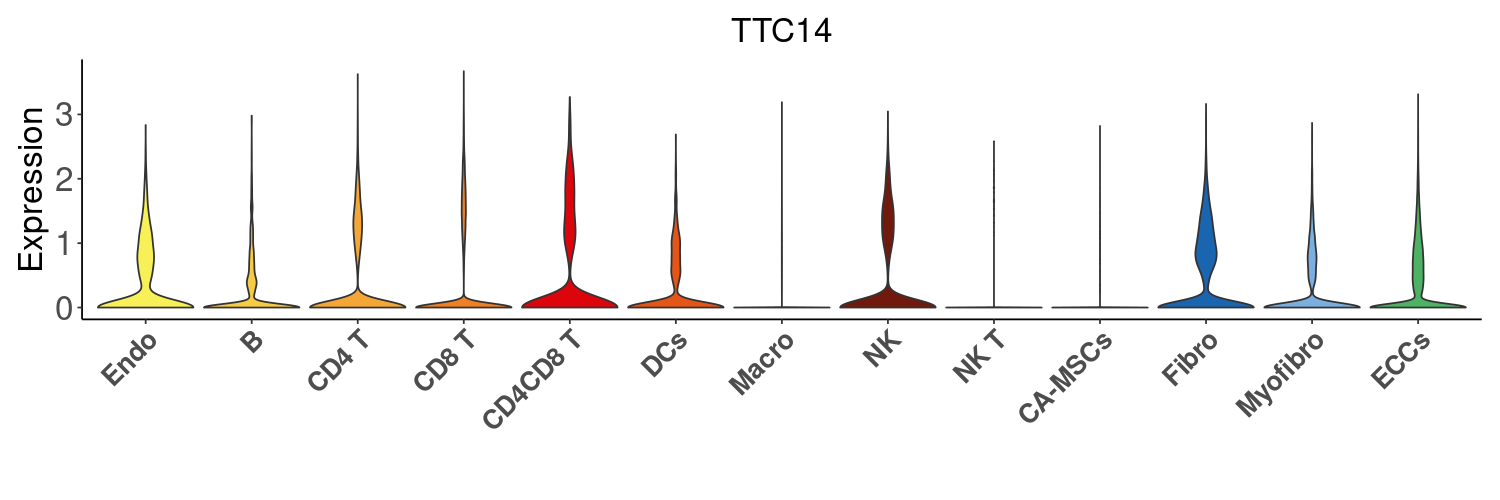 TTC14
Expression
3
2
1
0
Endo
B
CD4 T
CD8 T
CD4CD8 T
DCs
Macro
NK
NK T
CA-MSCs
Fibro
Myofibro
ECCs